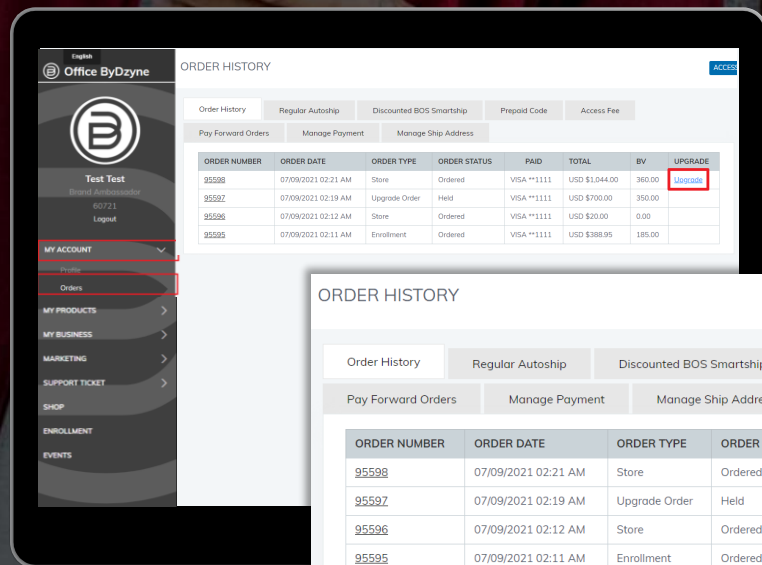 English
Office ByDzyne
Test Test
Brand Ambassador
60721
Logout
MY ACCOUNT
Profile
Orders
MY PRODUCTS
MY BUSINESS
MARKETING
SUPPORT TICKET
SHOP
ENROLLMENT
EVENTS
ORDER HISTORY
ACCESS
Order History Regular Autoship Discounted BOS Smartship Prepaid Code Access Fee
Pay Forward Orders Manage Payment Manage Ship Address
ORDER NUMBER ORDER DATE ORDER TYPE ORDER STATUS PAID TOTAL BV UPGRADE
95598 07/09/2021 02:21 AM Store Ordered VISA **1111 USD $1,044.00 360.00 Upgrade
95597 07/09/2021 02:19 AM Upgrade Order Held VISA **1111 USD $700.00 350.00
95596 07/09/2021 02:12 AM Store Ordered VISA **1111 USD $20.00 0.00
95595 07/09/2021 02:11 AM Enrollment Ordered VISA **1111 USD $388.95 185.00
ORDER HISTORY
Order History Regular Autoship Discounted BOS Smartship
Pay Forward Orders Manage Payment Manage Ship Addre
ORDER NUMBER ORDER DATE ORDER TYPE ORDER
95598 07/09/2021 02:21 AM Store Ordered
95597 07/09/2021 02:19 AM Upgrade Order Held
95596 07/09/2021 02:12 AM Store Ordered
95595 07/09/2021 02:11 AM Enrollment Ordered